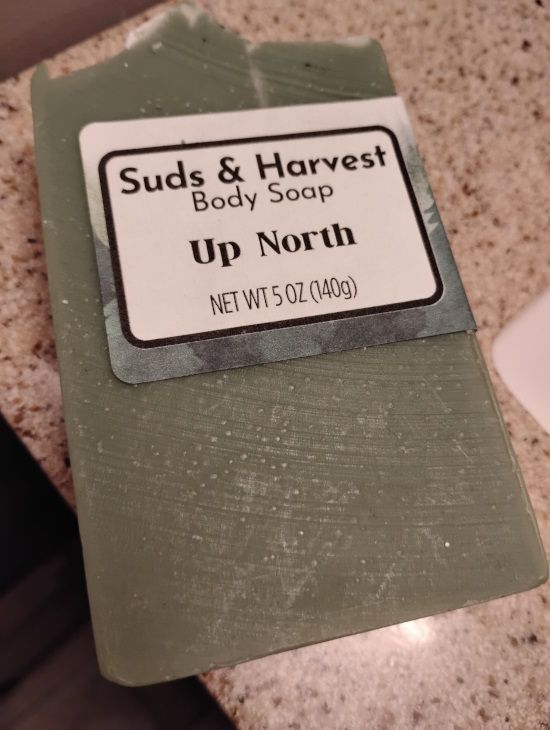 Suds & Harvest
Body Soap
Up North
NET WT 5 OZ (140g)